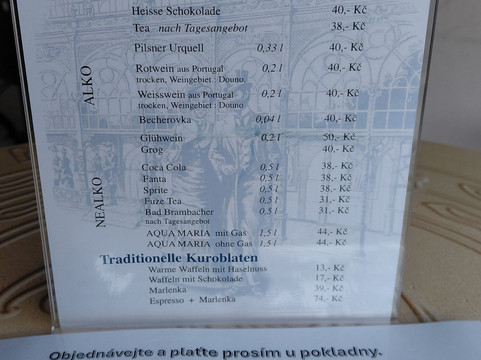 Heisse Schokolade 40,- Kč
Tea nach Tagesangebot 38,- Kč
Pilsner Urquell 0,33 l 40,- Kč
ALKO
Rotwein aus Portugal 0,2 l 40,- Kč
trocken, Weingebiet : Douno
Weisswein aus Portugal 0,2 l 40,- Kč
trocken, Weingebiet : Douno
Becherovka 0,04 l 40,- Kč
Glühwein 0,2 l 50,- Kč
Grog 40,- Kč
NEALKO
Coca Cola 0,5 l 38,- Kč
Fanta 0,5 l 38,- Kč
Sprite 0,5 l 38,- Kč
Fuze Tea 0,5 l 31,- Kč
Bad Brambacher 0,5 l 31,- Kč
nach Tagesangebot
AQUA MARIA mit Gas 1,5 l 44,- Kč
AQUA MARIA ohne Gas 1,5 l 44,- Kč
Traditionelle Kuroblaten
Warme Waffeln mit Haselnuss 13,- Kč
Waffeln mit Schokolade 17,- Kč
Marlenka 39,- Kč
Espresso + Marlenka 74,- Kč
Objednávejte a plaťte prosím u pokladny.